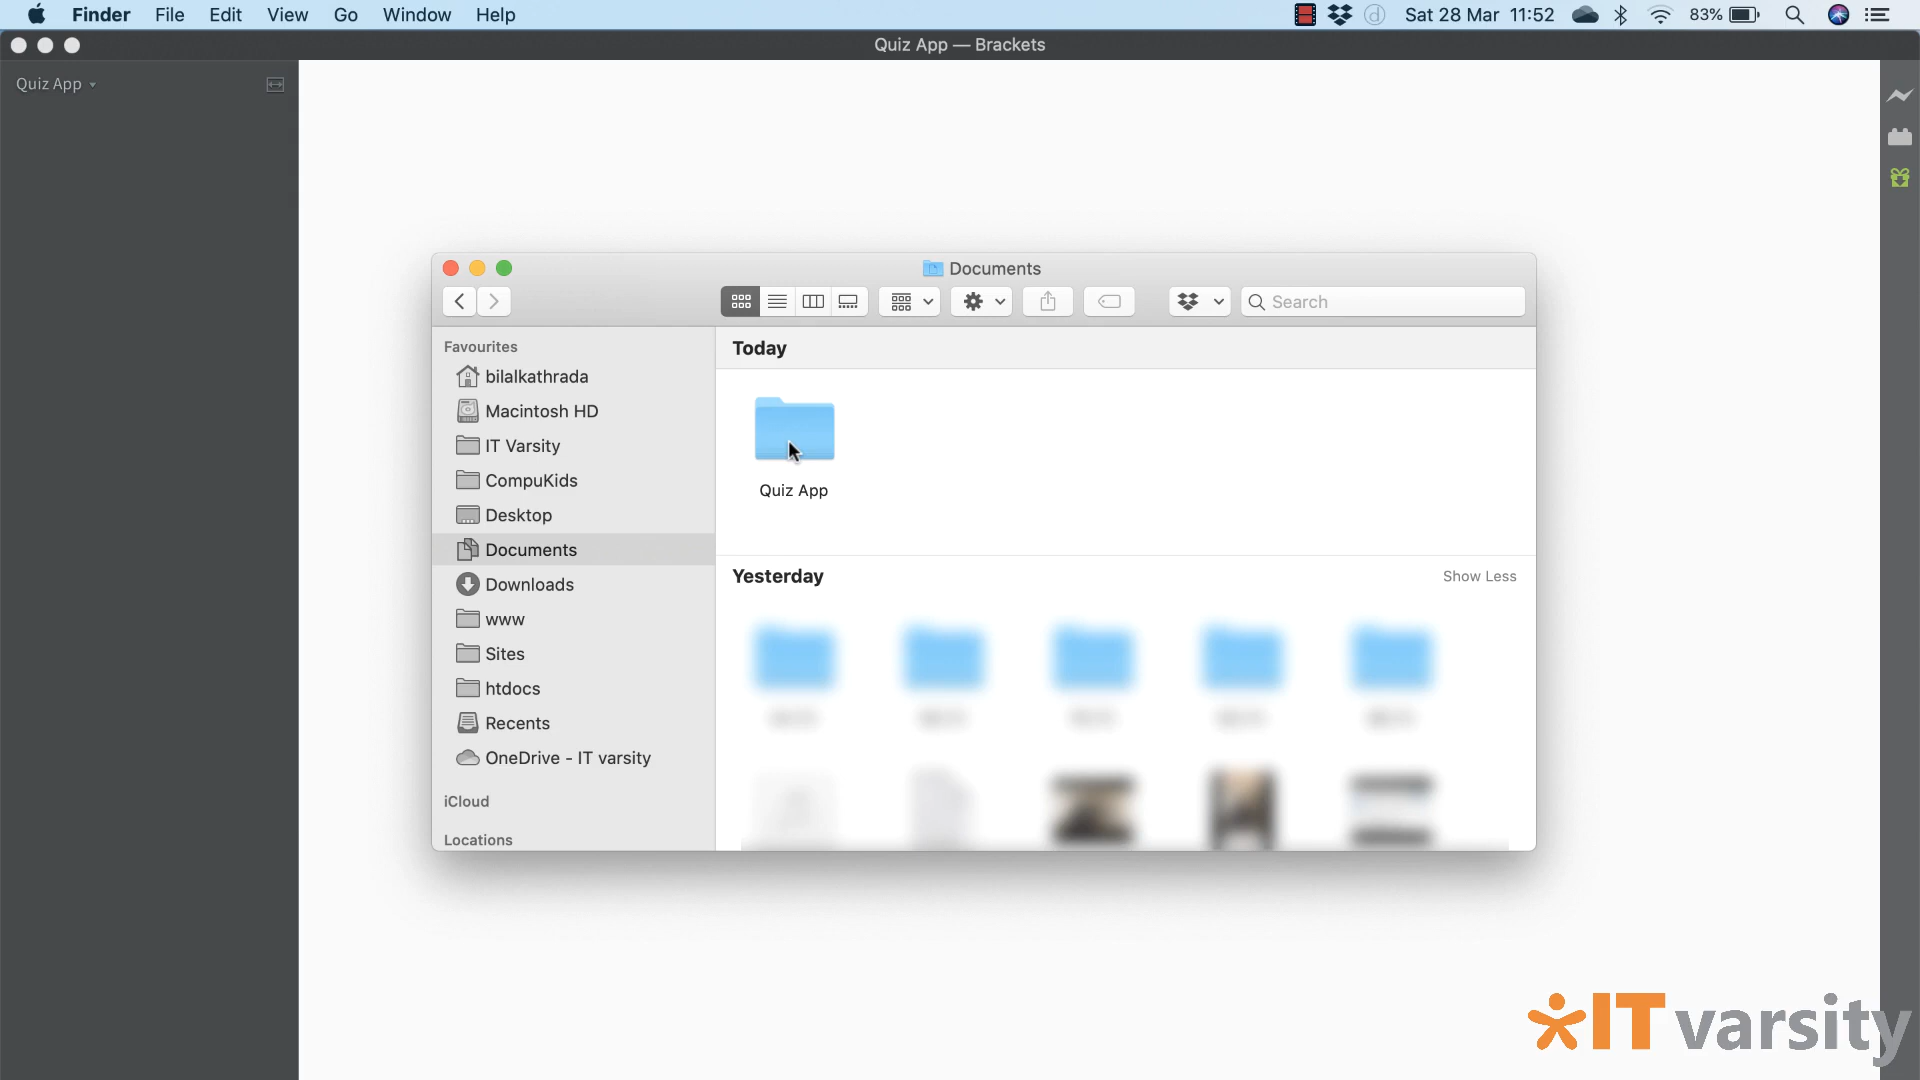 Finder File Edit View Go Window Help
Sat 28 Mar 11:52 83%
Quiz App — Brackets
Quiz App
Documents
Search
Favourites
bilalkathrada
Macintosh HD
IT Varsity
CompuKids
Desktop
Documents
Downloads
www
Sites
htdocs
Recents
OneDrive - IT varsity
iCloud
Locations
Today
Quiz App
Yesterday
Show Less
IT varsity